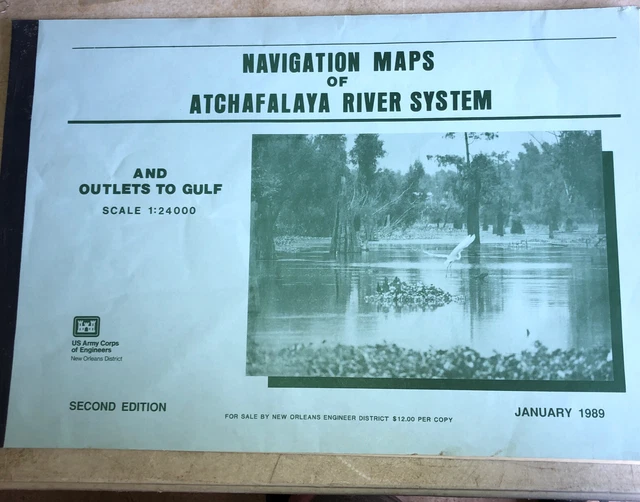 NAVIGATION MAPS
OF
ATCHAFALAYA RIVER SYSTEM
AND
OUTLETS TO GULF
SCALE 1:24000
US Army Corps
of Engineers
New Orleans District
SECOND EDITION
FOR SALE BY NEW ORLEANS ENGINEER DISTRICT $12.00 PER COPY
JANUARY 1989